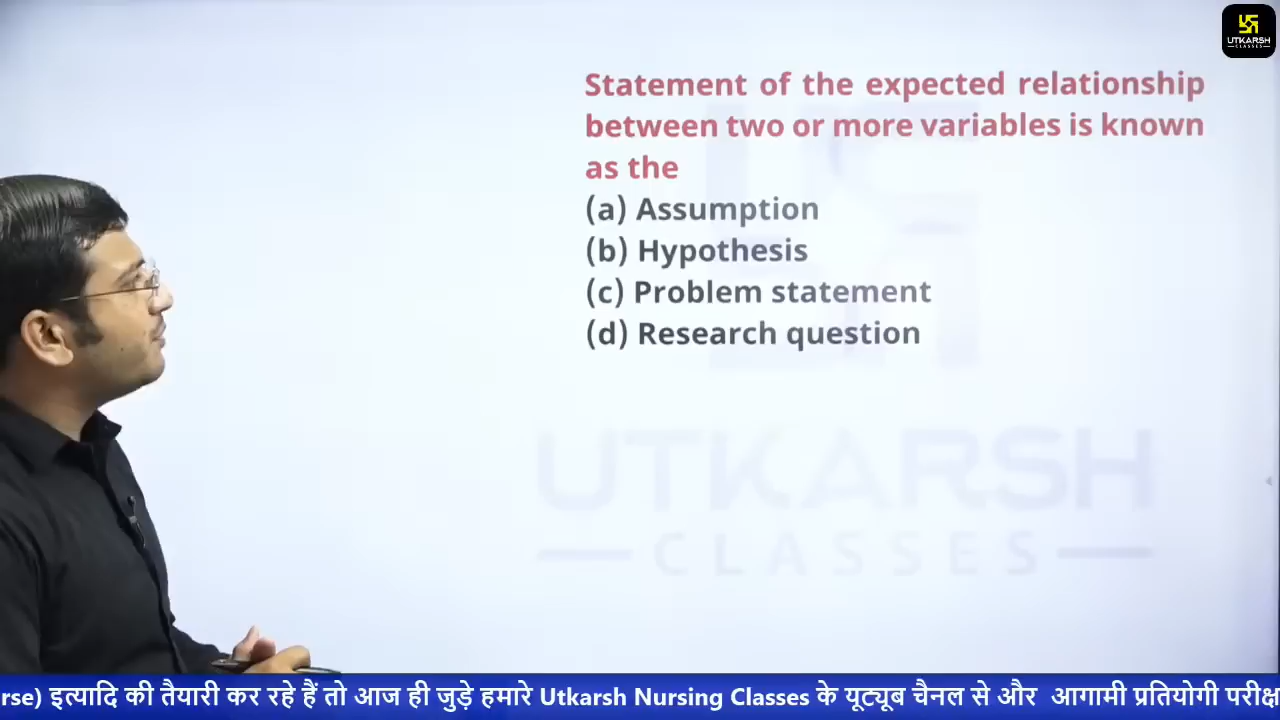 UTKARSH
CLASSES
Statement of the expected relationship
between two or more variables is known
as the
(a) Assumption
(b) Hypothesis
(c) Problem statement
(d) Research question
UTKARSH
CLASSES
rse) इत्यादि की तैयारी कर रहे हैं तो आज ही जुड़े हमारे Utkarsh Nursing Classes के यूट्यूब चैनल से और आगामी प्रतियोगी परीक्ष